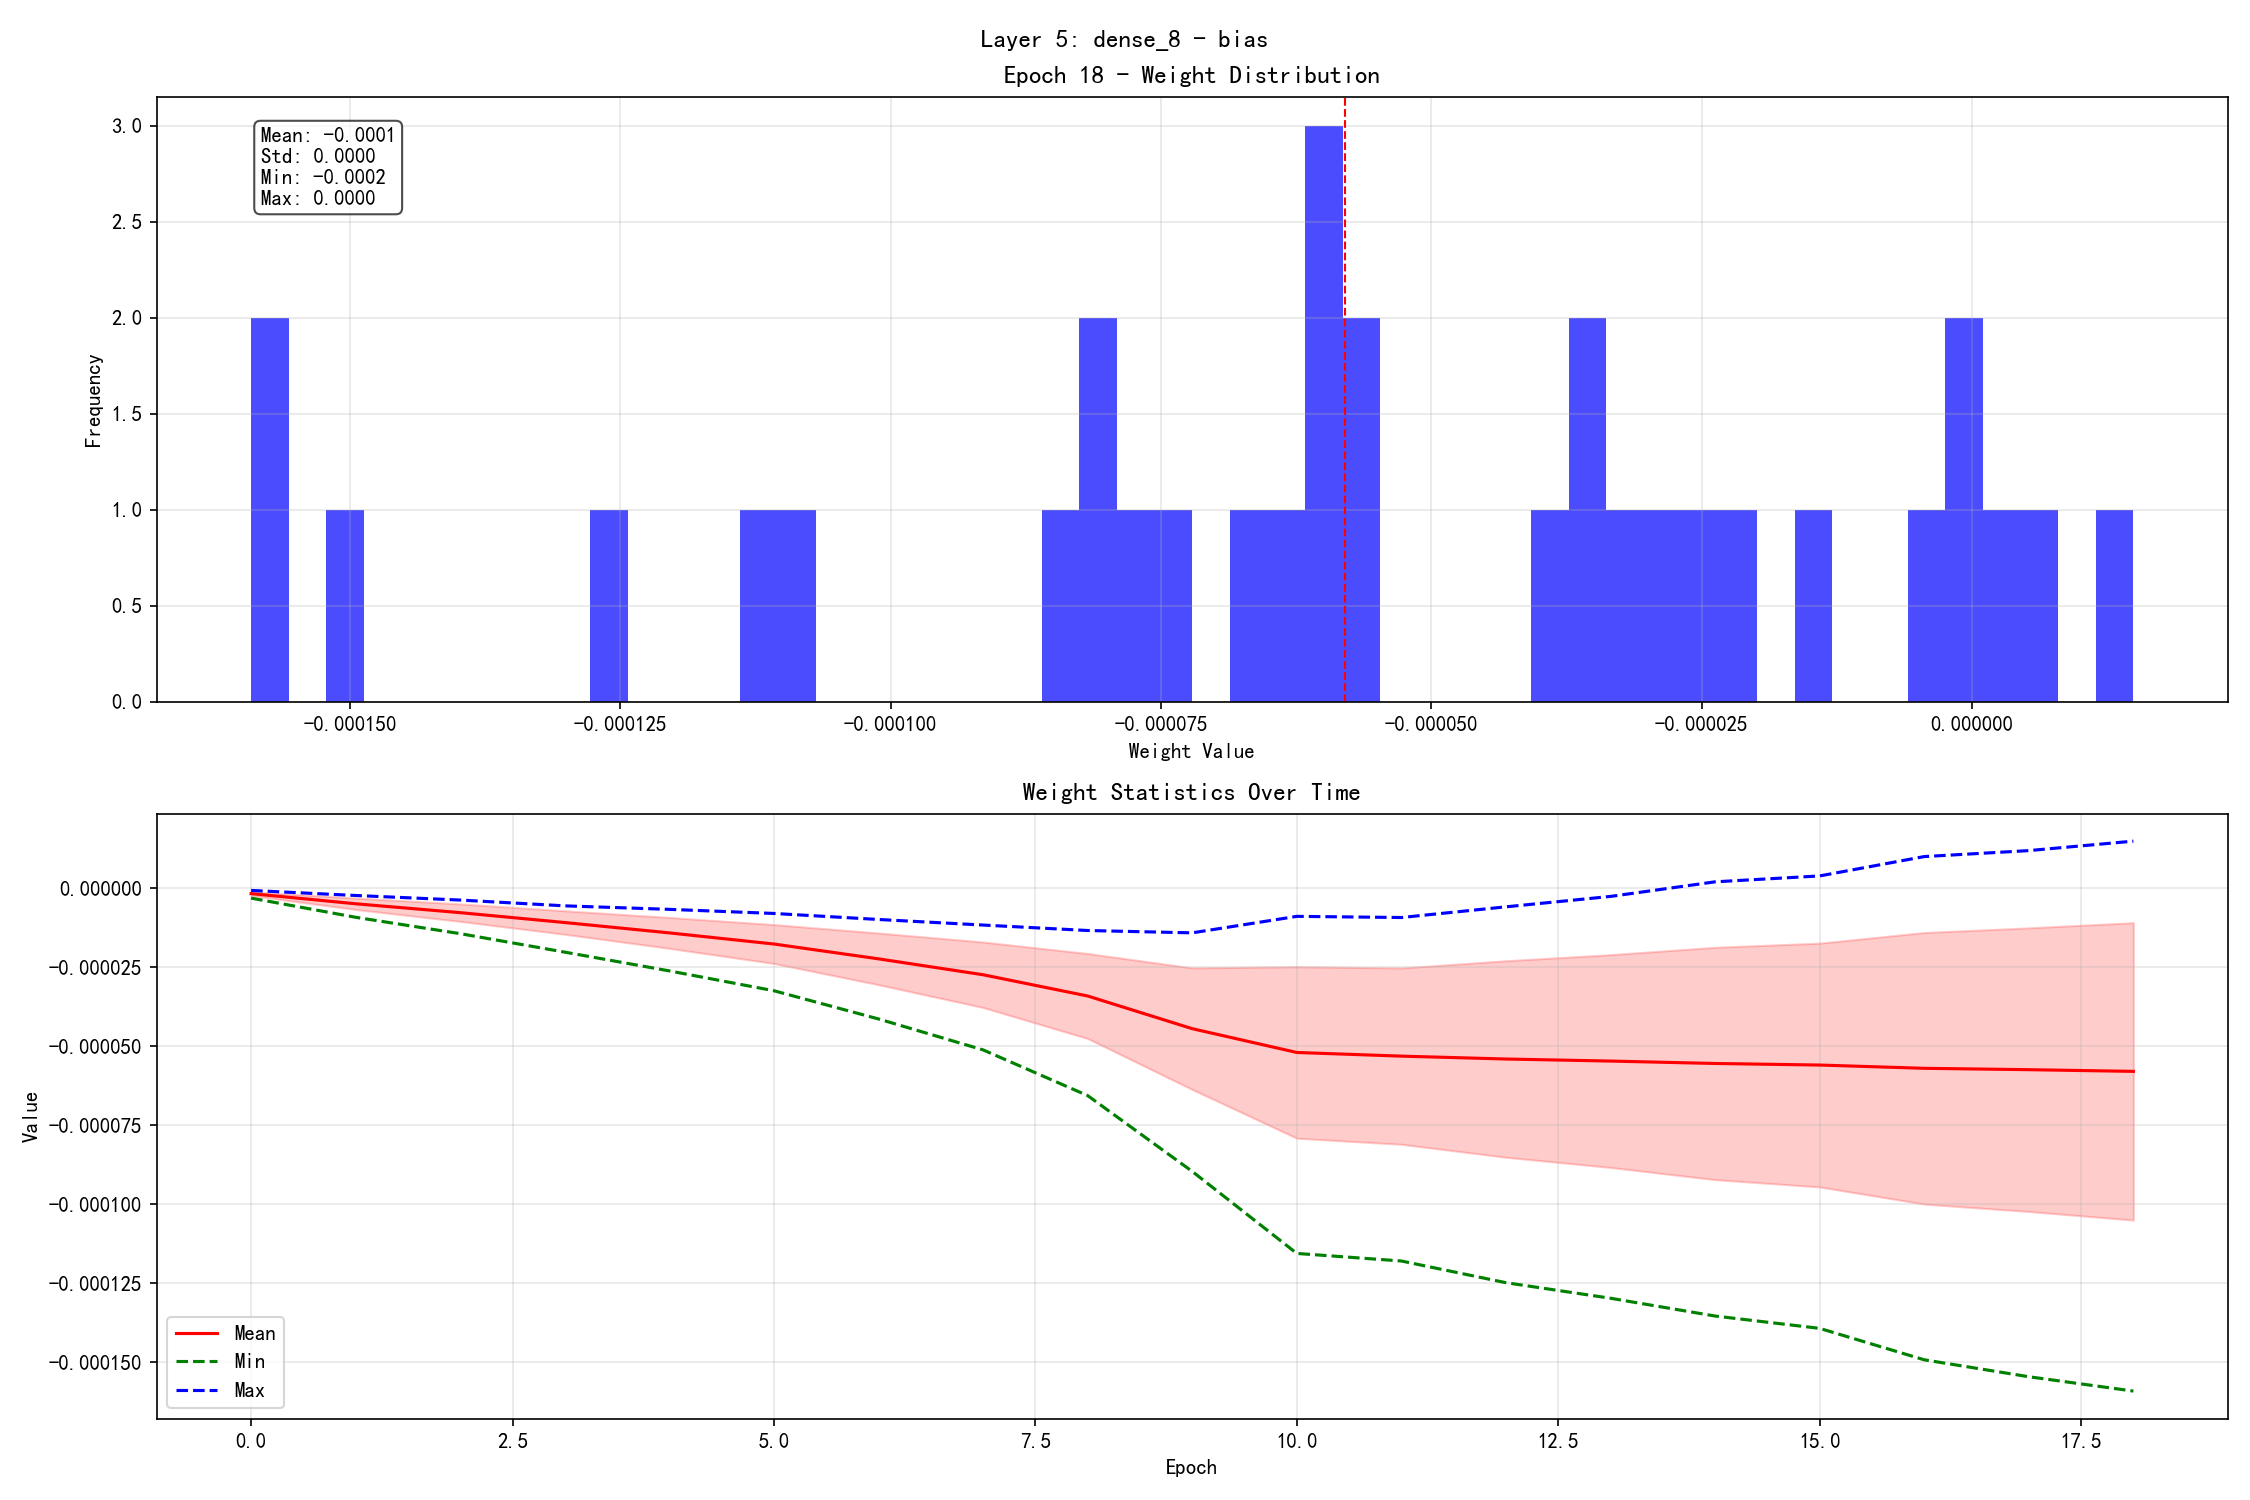 Layer 5: dense_8 - bias
Epoch 18 - Weight Distribution
Mean: -0.0001
Std: 0.0000
Min: -0.0002
Max: 0.0000
Frequency
3.0
2.5
2.0
1.5
1.0
0.5
0.0
-0.000150 -0.000125 -0.000100 -0.000075 -0.000050 -0.000025 0.000000
Weight Value
Weight Statistics Over Time
Value
0.000000
-0.000025
-0.000050
-0.000075
-0.000100
-0.000125
-0.000150
Mean
Min
Max
0.0 2.5 5.0 7.5 10.0 12.5 15.0 17.5
Epoch